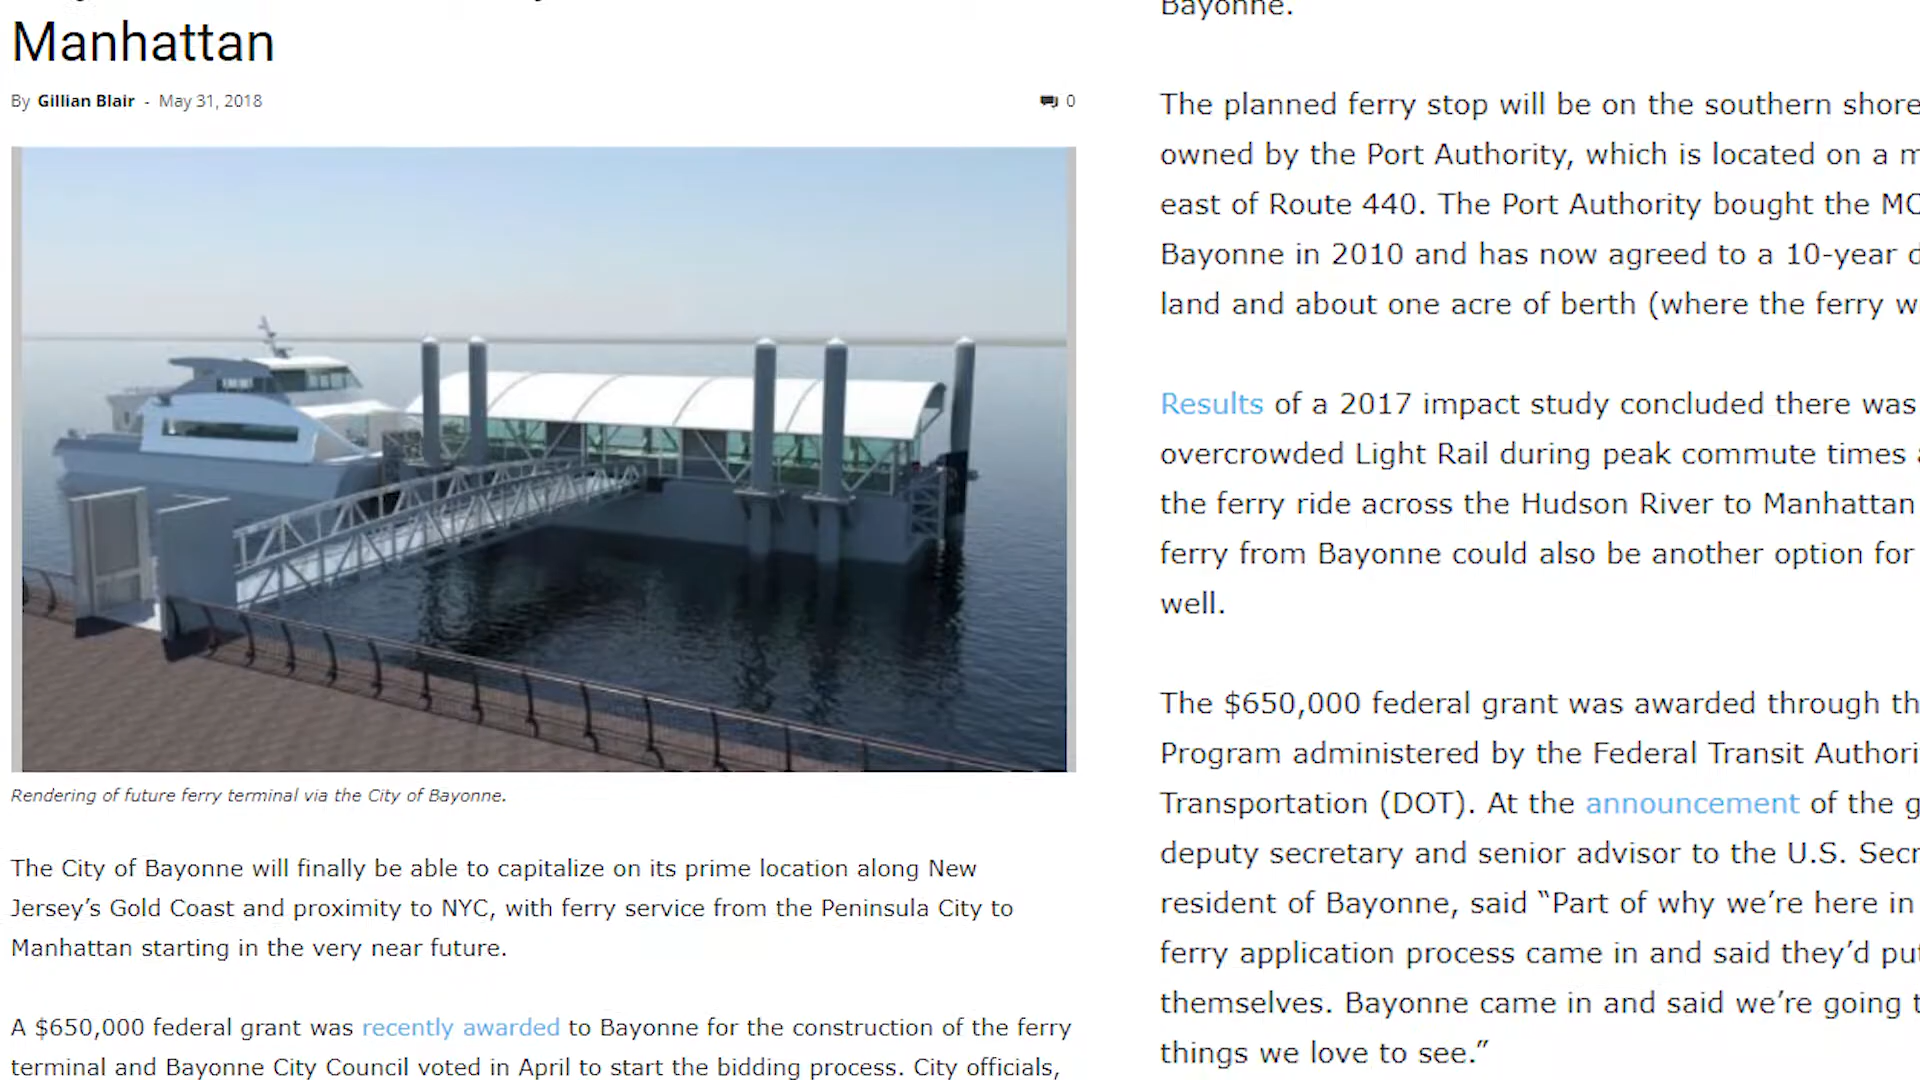 Manhattan
By Gillian Blair - May 31, 2018
0
Rendering of future ferry terminal via the City of Bayonne.
The City of Bayonne will finally be able to capitalize on its prime location along New
Jersey’s Gold Coast and proximity to NYC, with ferry service from the Peninsula City to
Manhattan starting in the very near future.
A $650,000 federal grant was recently awarded to Bayonne for the construction of the ferry
terminal and Bayonne City Council voted in April to start the bidding process. City officials,
Bayonne.
The planned ferry stop will be on the southern shore
owned by the Port Authority, which is located on a
east of Route 440. The Port Authority bought the
Bayonne in 2010 and has now agreed to a 10-year
land and about one acre of berth (where the ferry
Results of a 2017 impact study concluded there was
overcrowded Light Rail during peak commute times
the ferry ride across the Hudson River to Manhattan
ferry from Bayonne could also be another option for
well.
The $650,000 federal grant was awarded through
Program administered by the Federal Transit
Transportation (DOT). At the announcement of the
deputy secretary and senior advisor to the U.S.
resident of Bayonne, said “Part of why we’re here in
ferry application process came in and said they’d
themselves. Bayonne came in and said we’re going
things we love to see.”